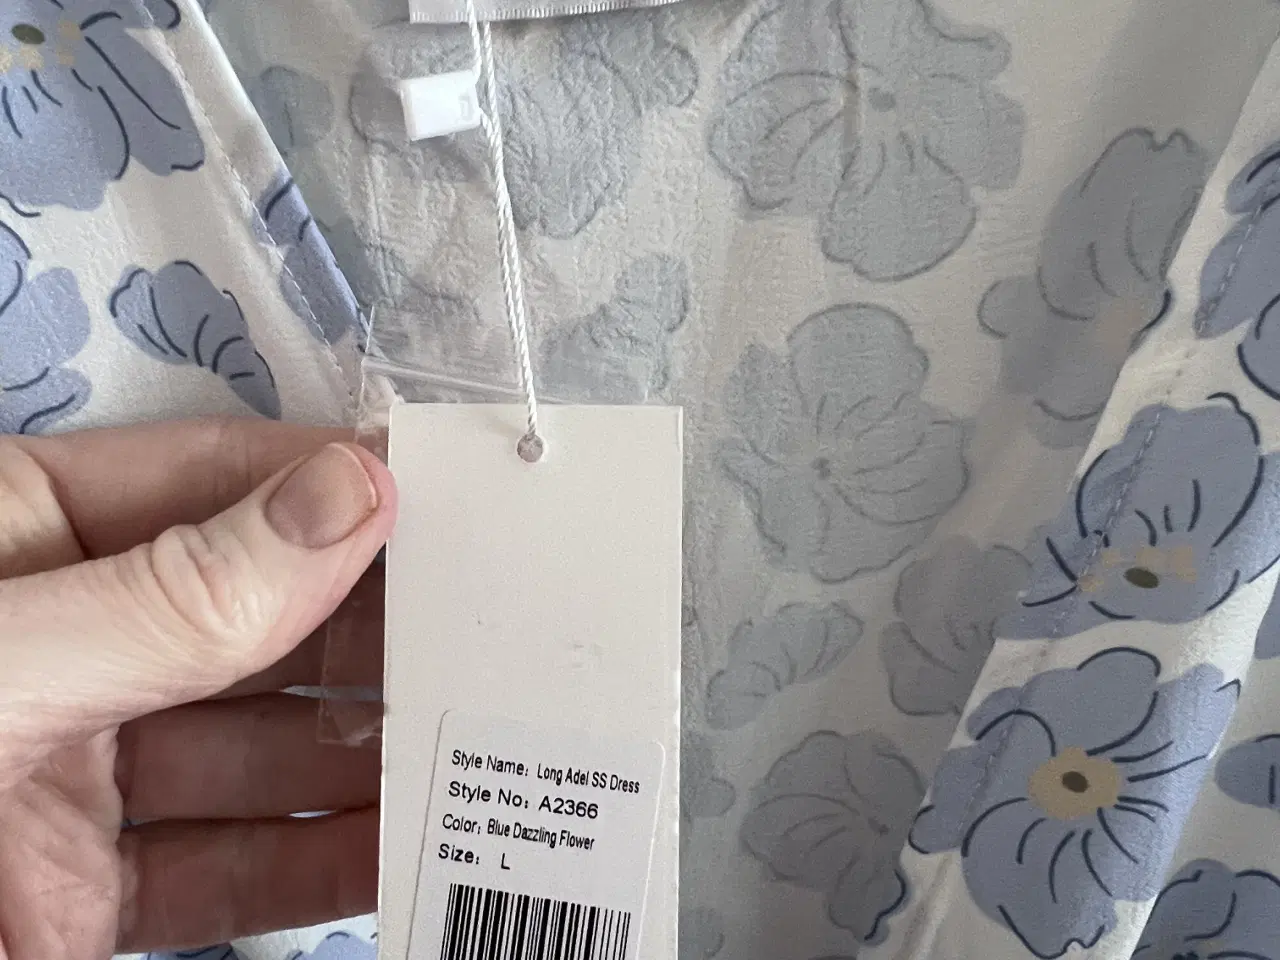 Style Name: Long Adel SS Dress
Style No: A2366
Color: Blue Dazzling Flower
Size: L